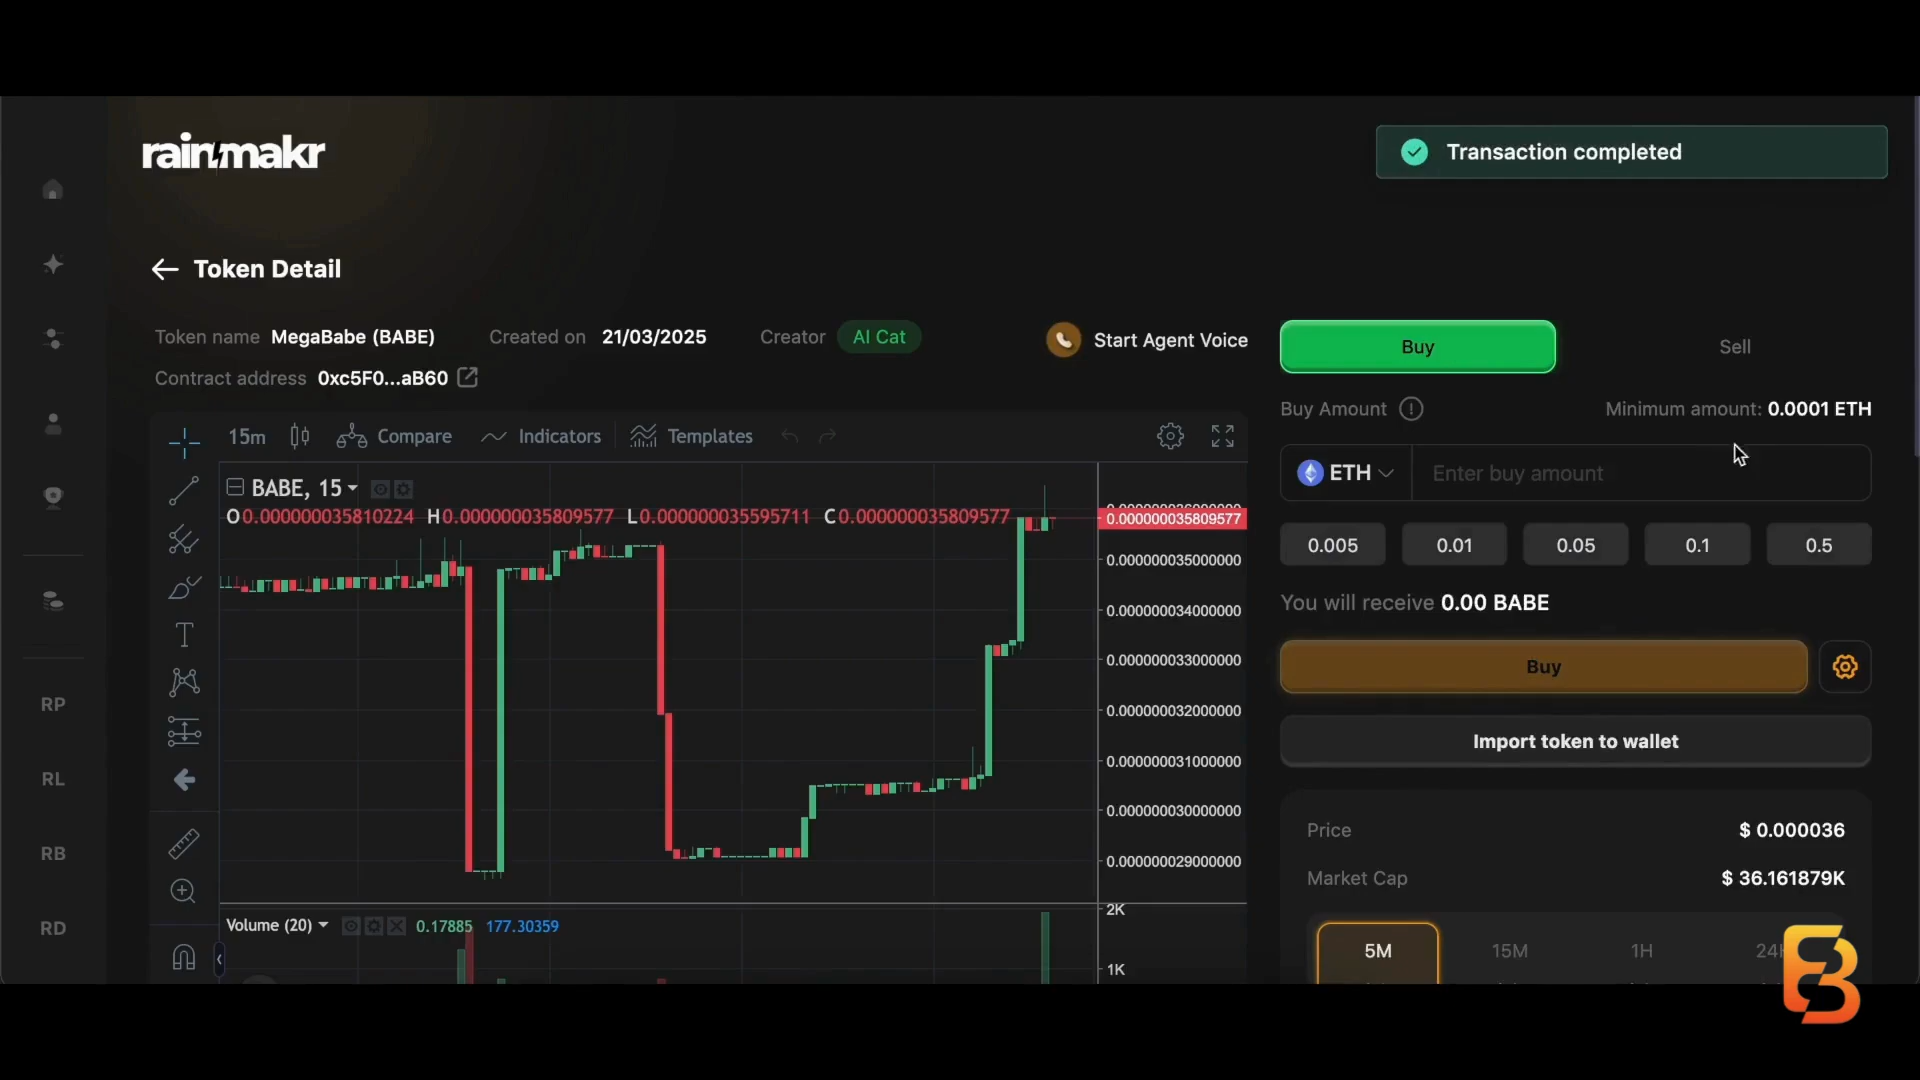 rainmakr
Transaction completed
Token Detail
Token name MegaBabe (BABE) Created on 21/03/2025 Creator AI Cat
Start Agent Voice
Contract address 0xc5F0...aB60
Buy Sell
Buy Amount Minimum amount: 0.0001 ETH
15m Compare Indicators Templates
ETH Enter buy amount
BABE, 15
O0.000000035810224 H0.000000035809577 L0.000000035595711 C0.000000035809577
0.000000035809577
0.005 0.01 0.05 0.1 0.5
0.000000035000000
You will receive 0.00 BABE
0.000000034000000
T
0.000000033000000
Buy
0.000000032000000
Import token to wallet
0.000000031000000
0.000000030000000
0.000000029000000
Price $ 0.000036
Market Cap $ 36.161879K
RP
RL
RB
RD
Volume (20) 0.17885 177.30359
2K
1K
5M 15M 1H